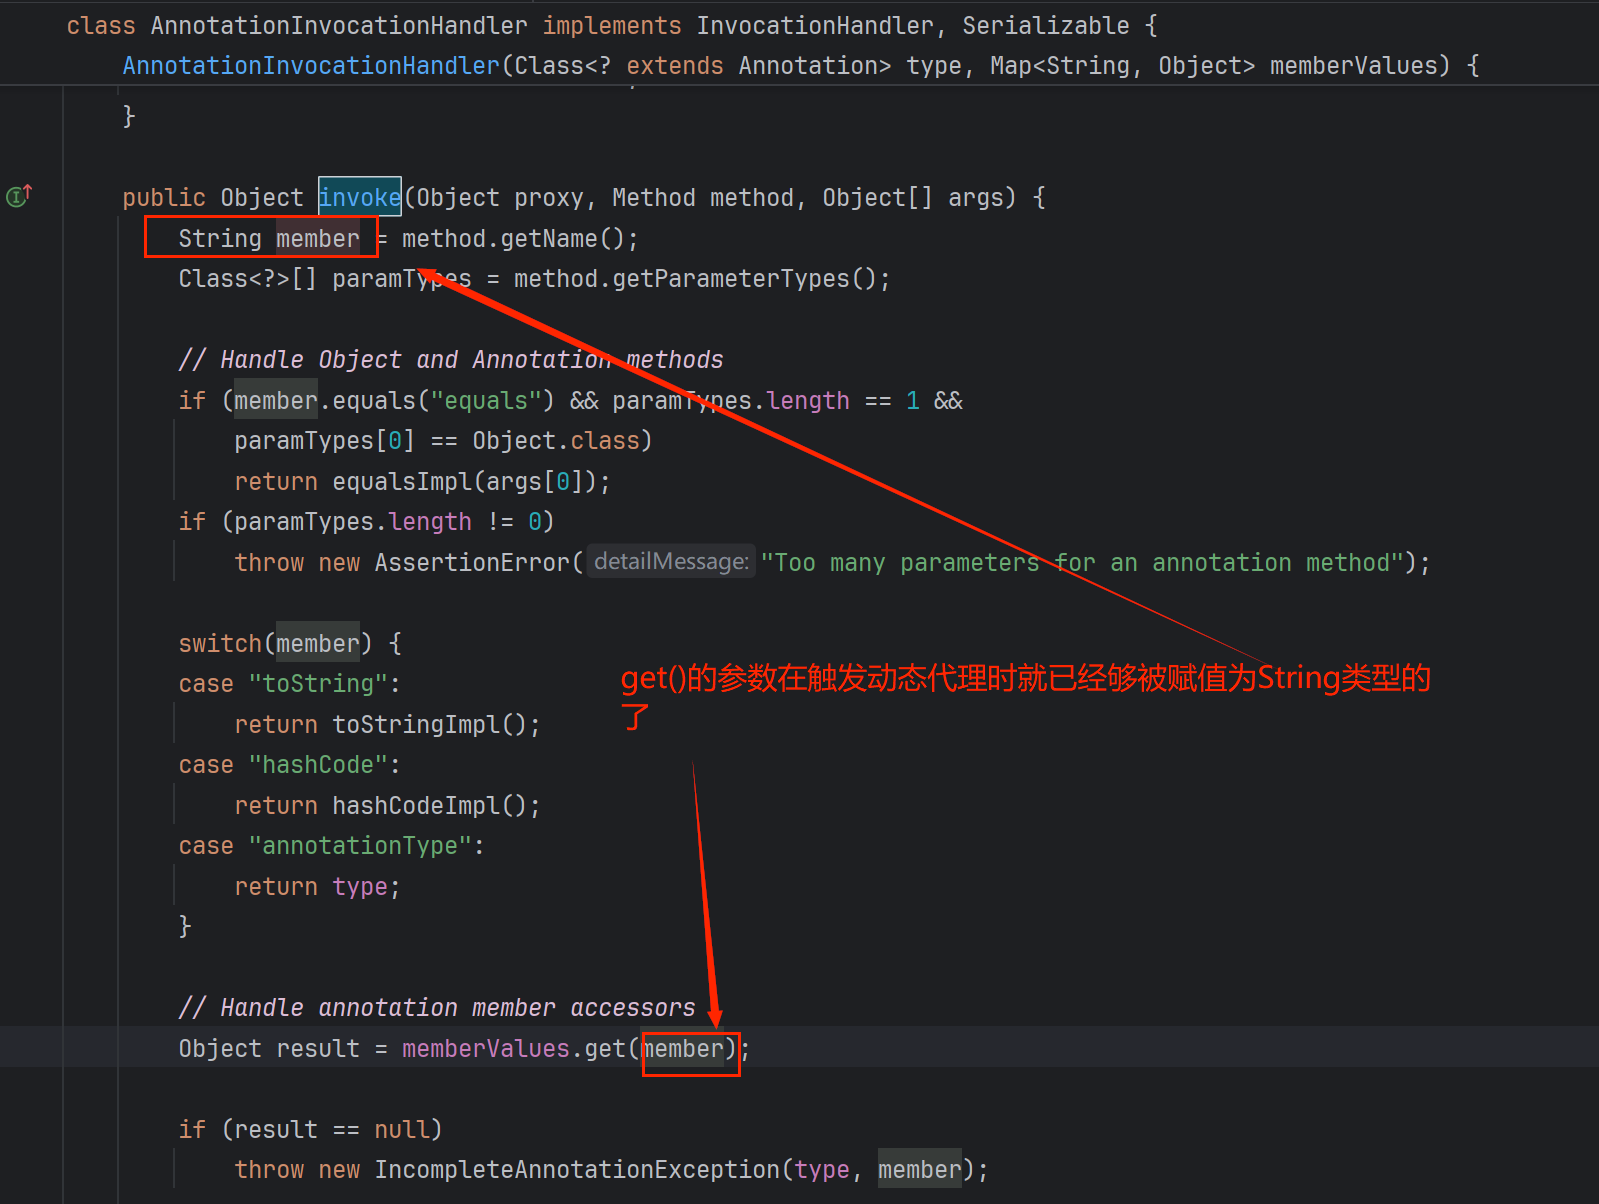 class AnnotationInvocationHandler implements InvocationHandler, Serializable {
AnnotationInvocationHandler(Class<? extends Annotation> type, Map<String, Object> memberValues) {
}
public Object invoke(Object proxy, Method method, Object[] args) {
String member = method.getName();
Class<?>[] paramTypes = method.getParameterTypes();
// Handle Object and Annotation methods
if (member.equals("equals") && paramTypes.length == 1 &&
paramTypes[0] == Object.class)
return equalsImpl(args[0]);
if (paramTypes.length != 0)
throw new AssertionError( detailMessage: "Too many parameters for an annotation method");
switch(member) {
case "toString":
return toStringImpl();
case "hashCode":
return hashCodeImpl();
case "annotationType":
return type;
}
get()的参数在触发动态代理时就已经够被赋值为String类型的
了
// Handle annotation member accessors
Object result = memberValues.get(member);
if (result == null)
throw new IncompleteAnnotationException(type, member);